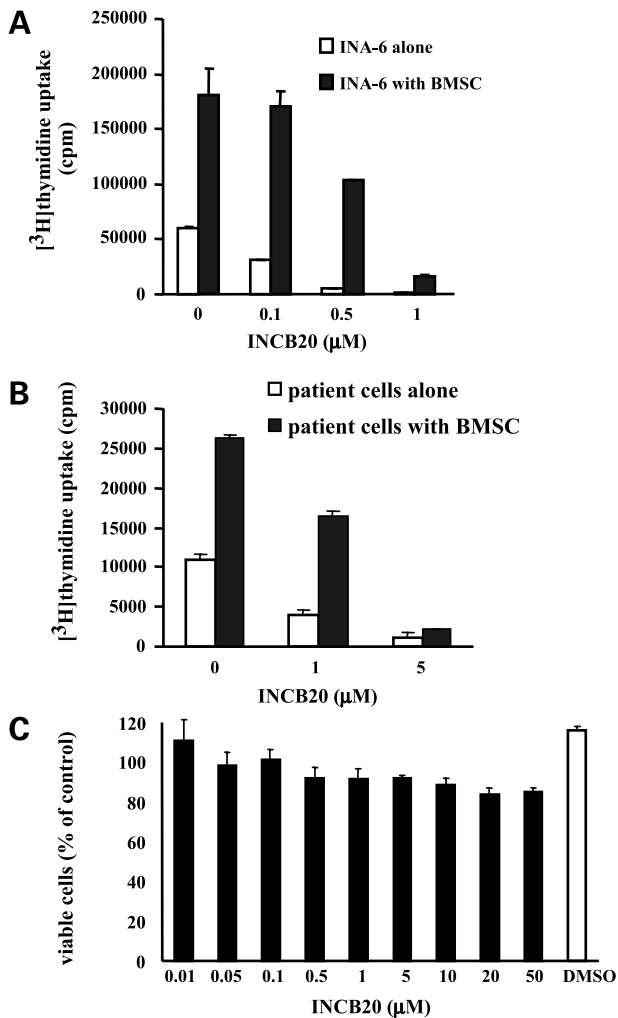 A
[³H]thymidine uptake
(cpm)
250000
200000
150000
100000
50000
0
INA-6 alone
INA-6 with BMSC
0 0.1 0.5 1
INCB20 (μM)
B
[³H]thymidine uptake (cpm)
30000
25000
20000
15000
10000
5000
0
patient cells alone
patient cells with BMSC
0 1 5
INCB20 (μM)
C
viable cells (% of control)
120
100
80
60
40
20
0
0.01 0.05 0.1 0.5 1 5 10 20 50 DMSO
INCB20 (μM)